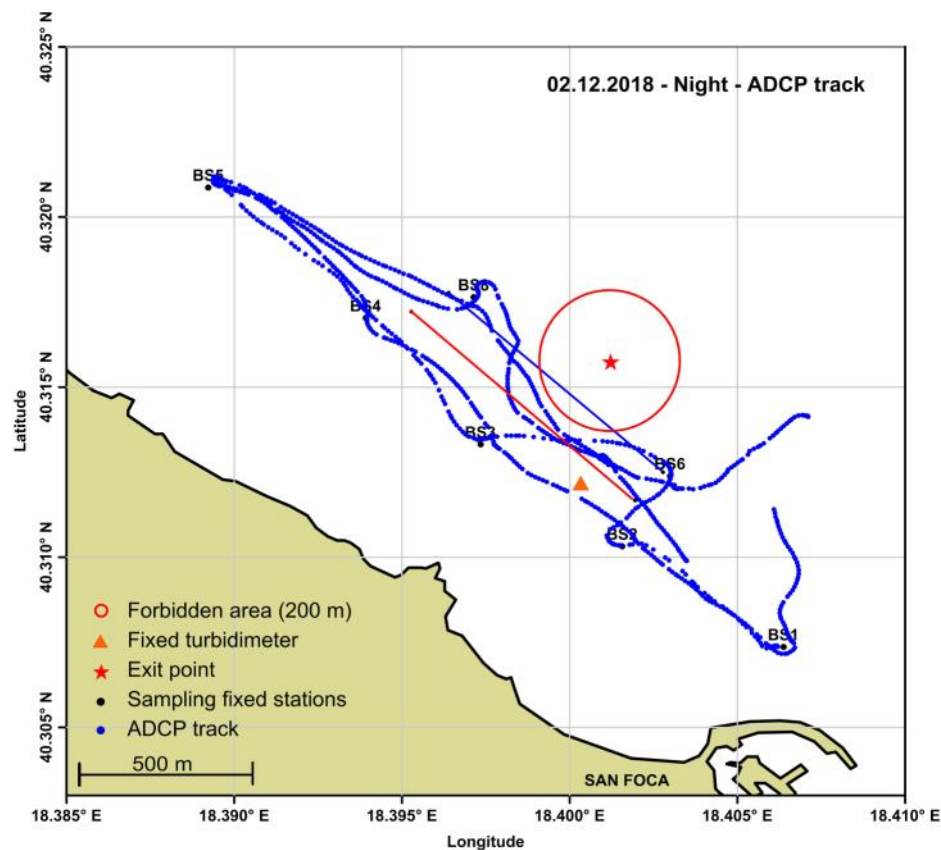 02.12.2018 - Night - ADCP track
40.325° N
40.320° N
40.315° N
40.310° N
40.305° N
Latitude
BS5
BS4
BS3
BS6
BS2
BS1
Forbidden area (200 m)
Fixed turbidimeter
Exit point
Sampling fixed stations
ADCP track
500 m
SAN FOCA
18.385° E
18.390° E
18.395° E
18.400° E
18.405° E
18.410° E
Longitude